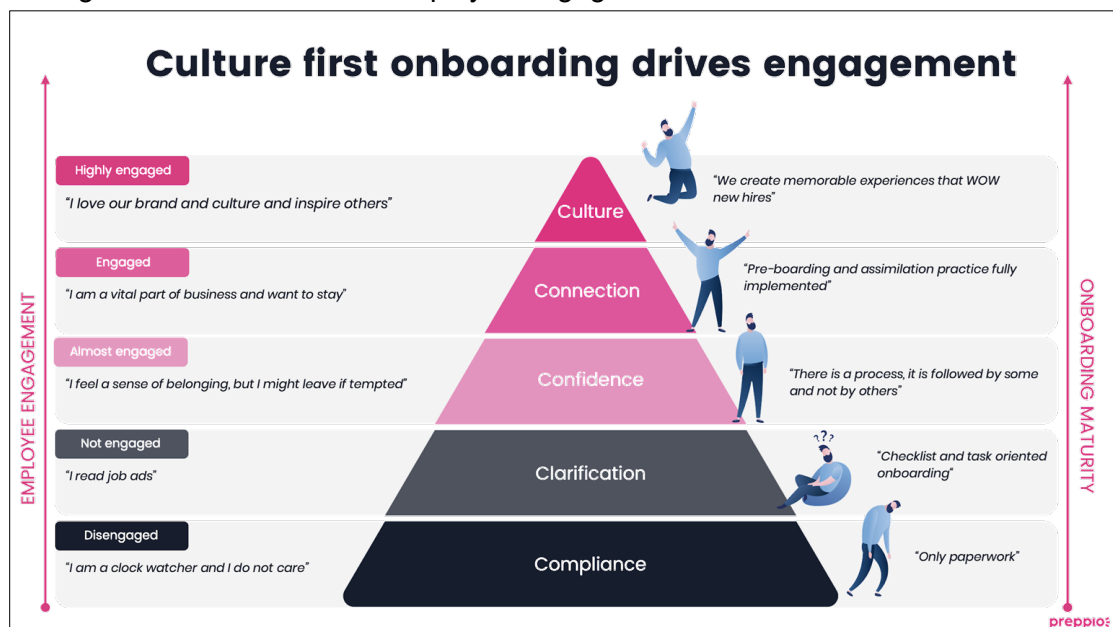 Culture first onboarding drives engagement
Highly engaged
"I love our brand and culture and inspire others"
Culture
"We create memorable experiences that WOW
new hires"
Engaged
"I am a vital part of business and want to stay"
Connection
"Pre-boarding and assimilation practice fully
implemented"
Almost engaged
"I feel a sense of belonging, but I might leave if tempted"
Confidence
"There is a process, it is followed by some
and not by others"
Not engaged
"I read job ads"
Clarification
???
"Checklist and task oriented
onboarding"
Disengaged
"I am a clock watcher and I do not care"
Compliance
"Only paperwork"
EMPLOYEE ENGAGEMENT
ONBOARDING MATURITY